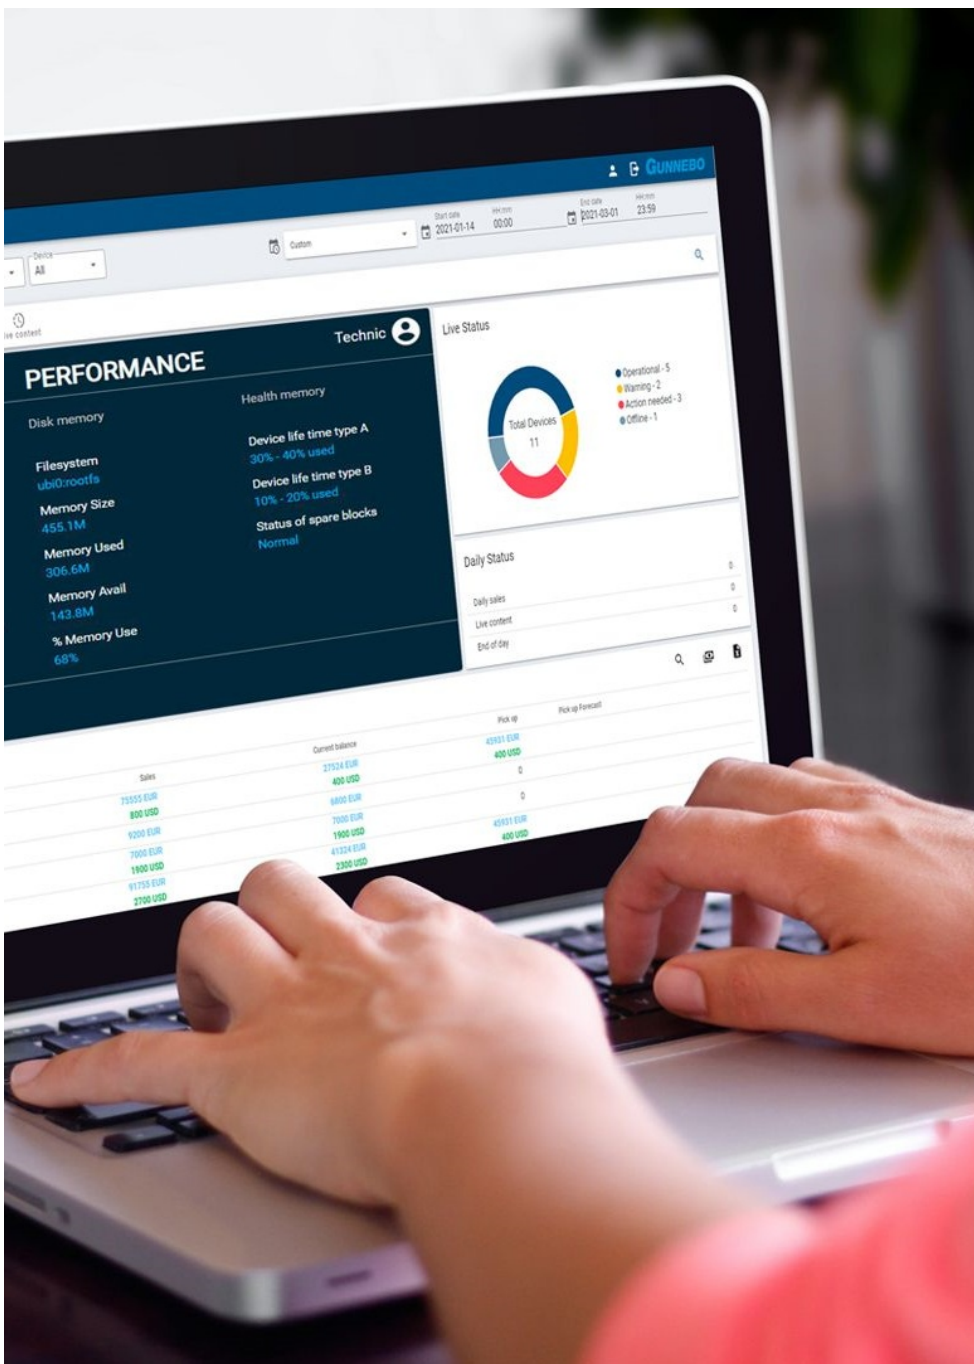 GUNNEBO
Device
All
Custom
Start date
2021-01-14
HH:mm
00:00
End date
2021-03-01
HH:mm
23:59
ive content
PERFORMANCE
Technic
Disk memory
Filesystem
ubi0:rootfs
Memory Size
455.1M
Memory Used
306.6M
Memory Avail
143.8M
% Memory Use
68%
Health memory
Device life time type A
30% - 40% used
Device life time type B
10% - 20% used
Status of spare blocks
Normal
Live Status
Total Devices
11
Operational - 5
Warning - 2
Action needed - 3
Offline - 1
Daily Status
Daily sales 0
Live content 0
End of day 0
Sales Current balance Pick up Pick up Forecast
75555 EUR 27524 EUR 45931 EUR
800 USD 400 USD 400 USD
9200 EUR 6800 EUR 0
7000 EUR 7000 EUR 0
1900 USD 1900 USD
91755 EUR 41324 EUR 45931 EUR
2700 USD 2300 USD 400 USD